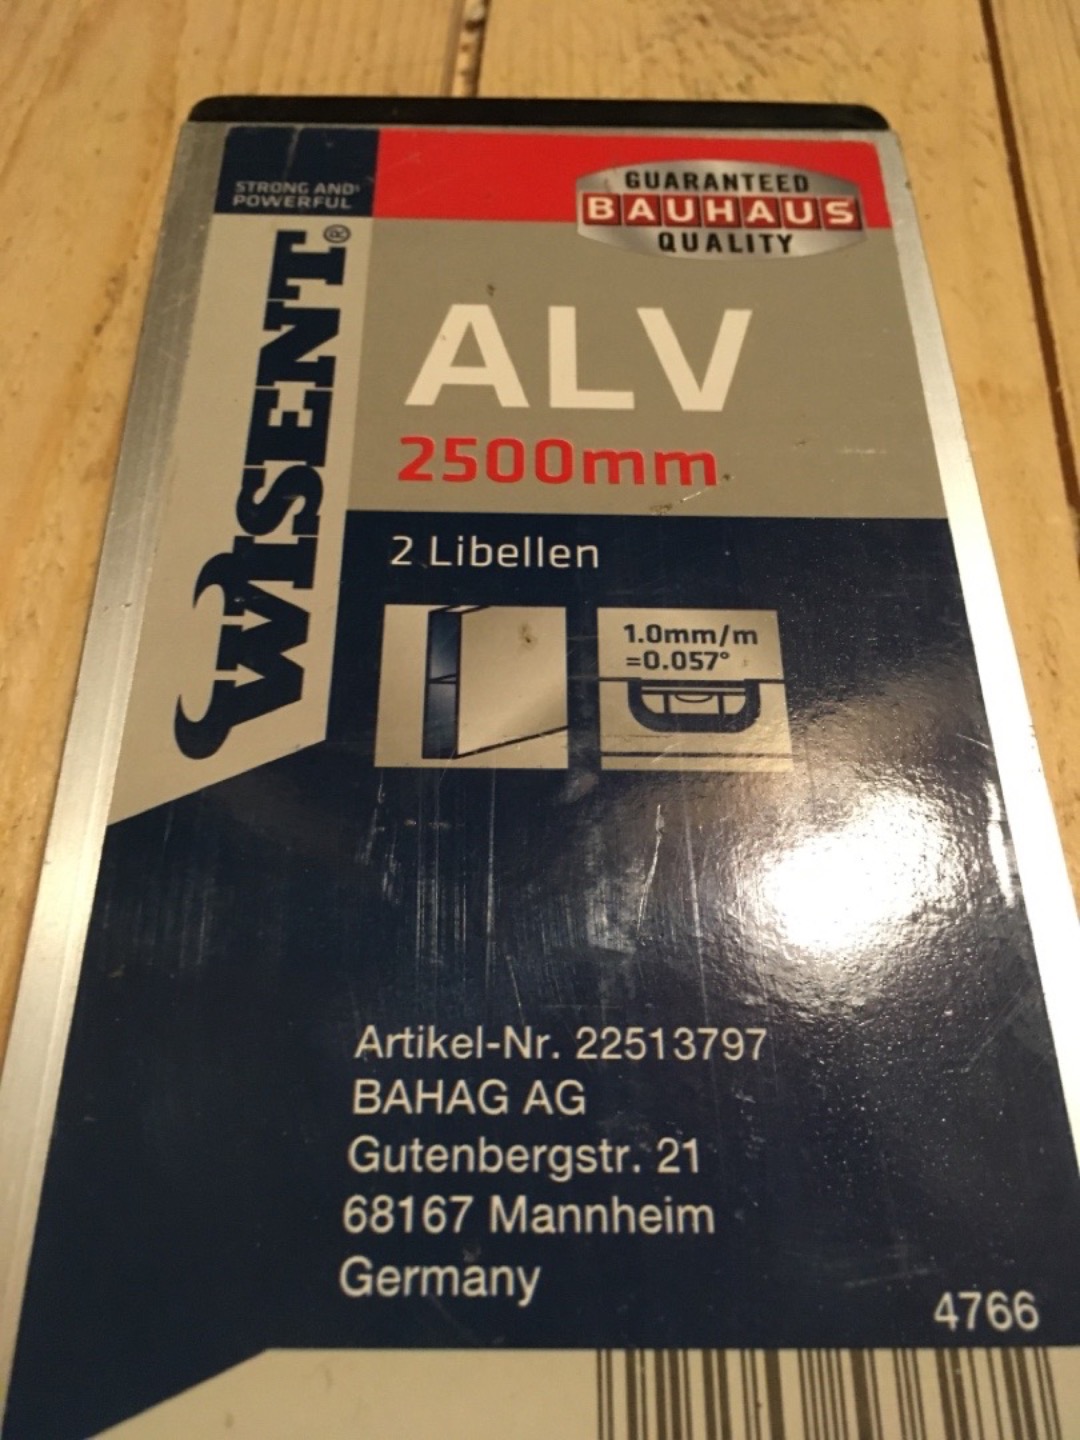 STRONG AND
POWERFUL
WISENT®
GUARANTEED
BAUHAUS
QUALITY
ALV
2500mm
2 Libellen
1.0mm/m
=0.057°
Artikel-Nr. 22513797
BAHAG AG
Gutenbergstr. 21
68167 Mannheim
Germany
4766